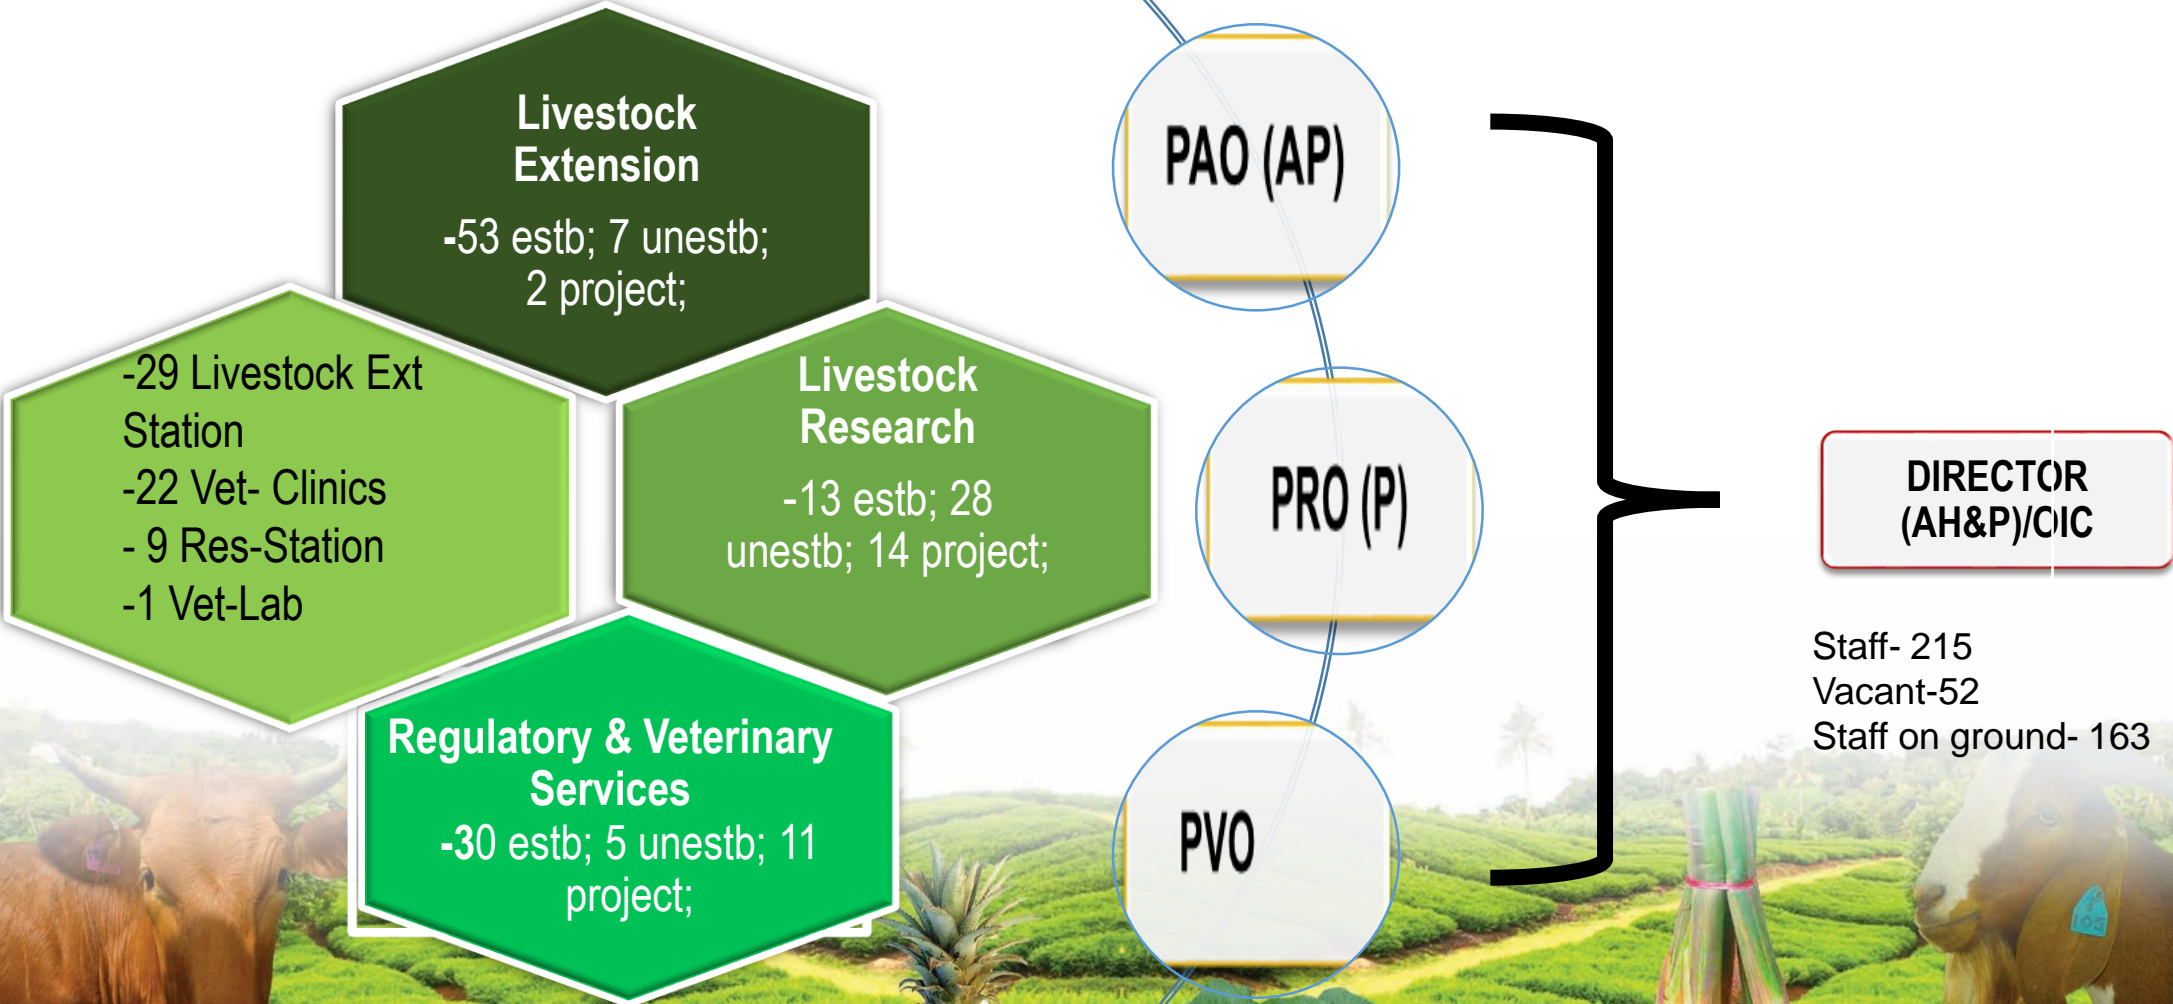 Livestock
Extension
-53 estb; 7 unestb;
2 project;
-29 Livestock Ext
Station
-22 Vet- Clinics
- 9 Res-Station
-1 Vet-Lab
Livestock
Research
-13 estb; 28
unestb; 14 project;
Regulatory & Veterinary
Services
-30 estb; 5 unestb; 11
project;
PAO (AP)
PRO (P)
PVO
DIRECTOR
(AH&P)/OIC
Staff- 215
Vacant-52
Staff on ground- 163
105